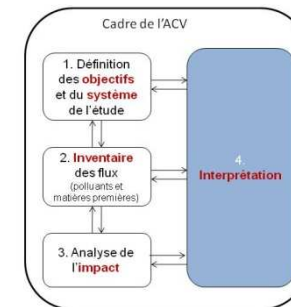 Cadre de l'ACV
1. Définition
des objectifs
et du système
de l'étude
2. Inventaire
des flux
(polluants et
matières premières)
3. Analyse de
l'impact
4.
Interprétation